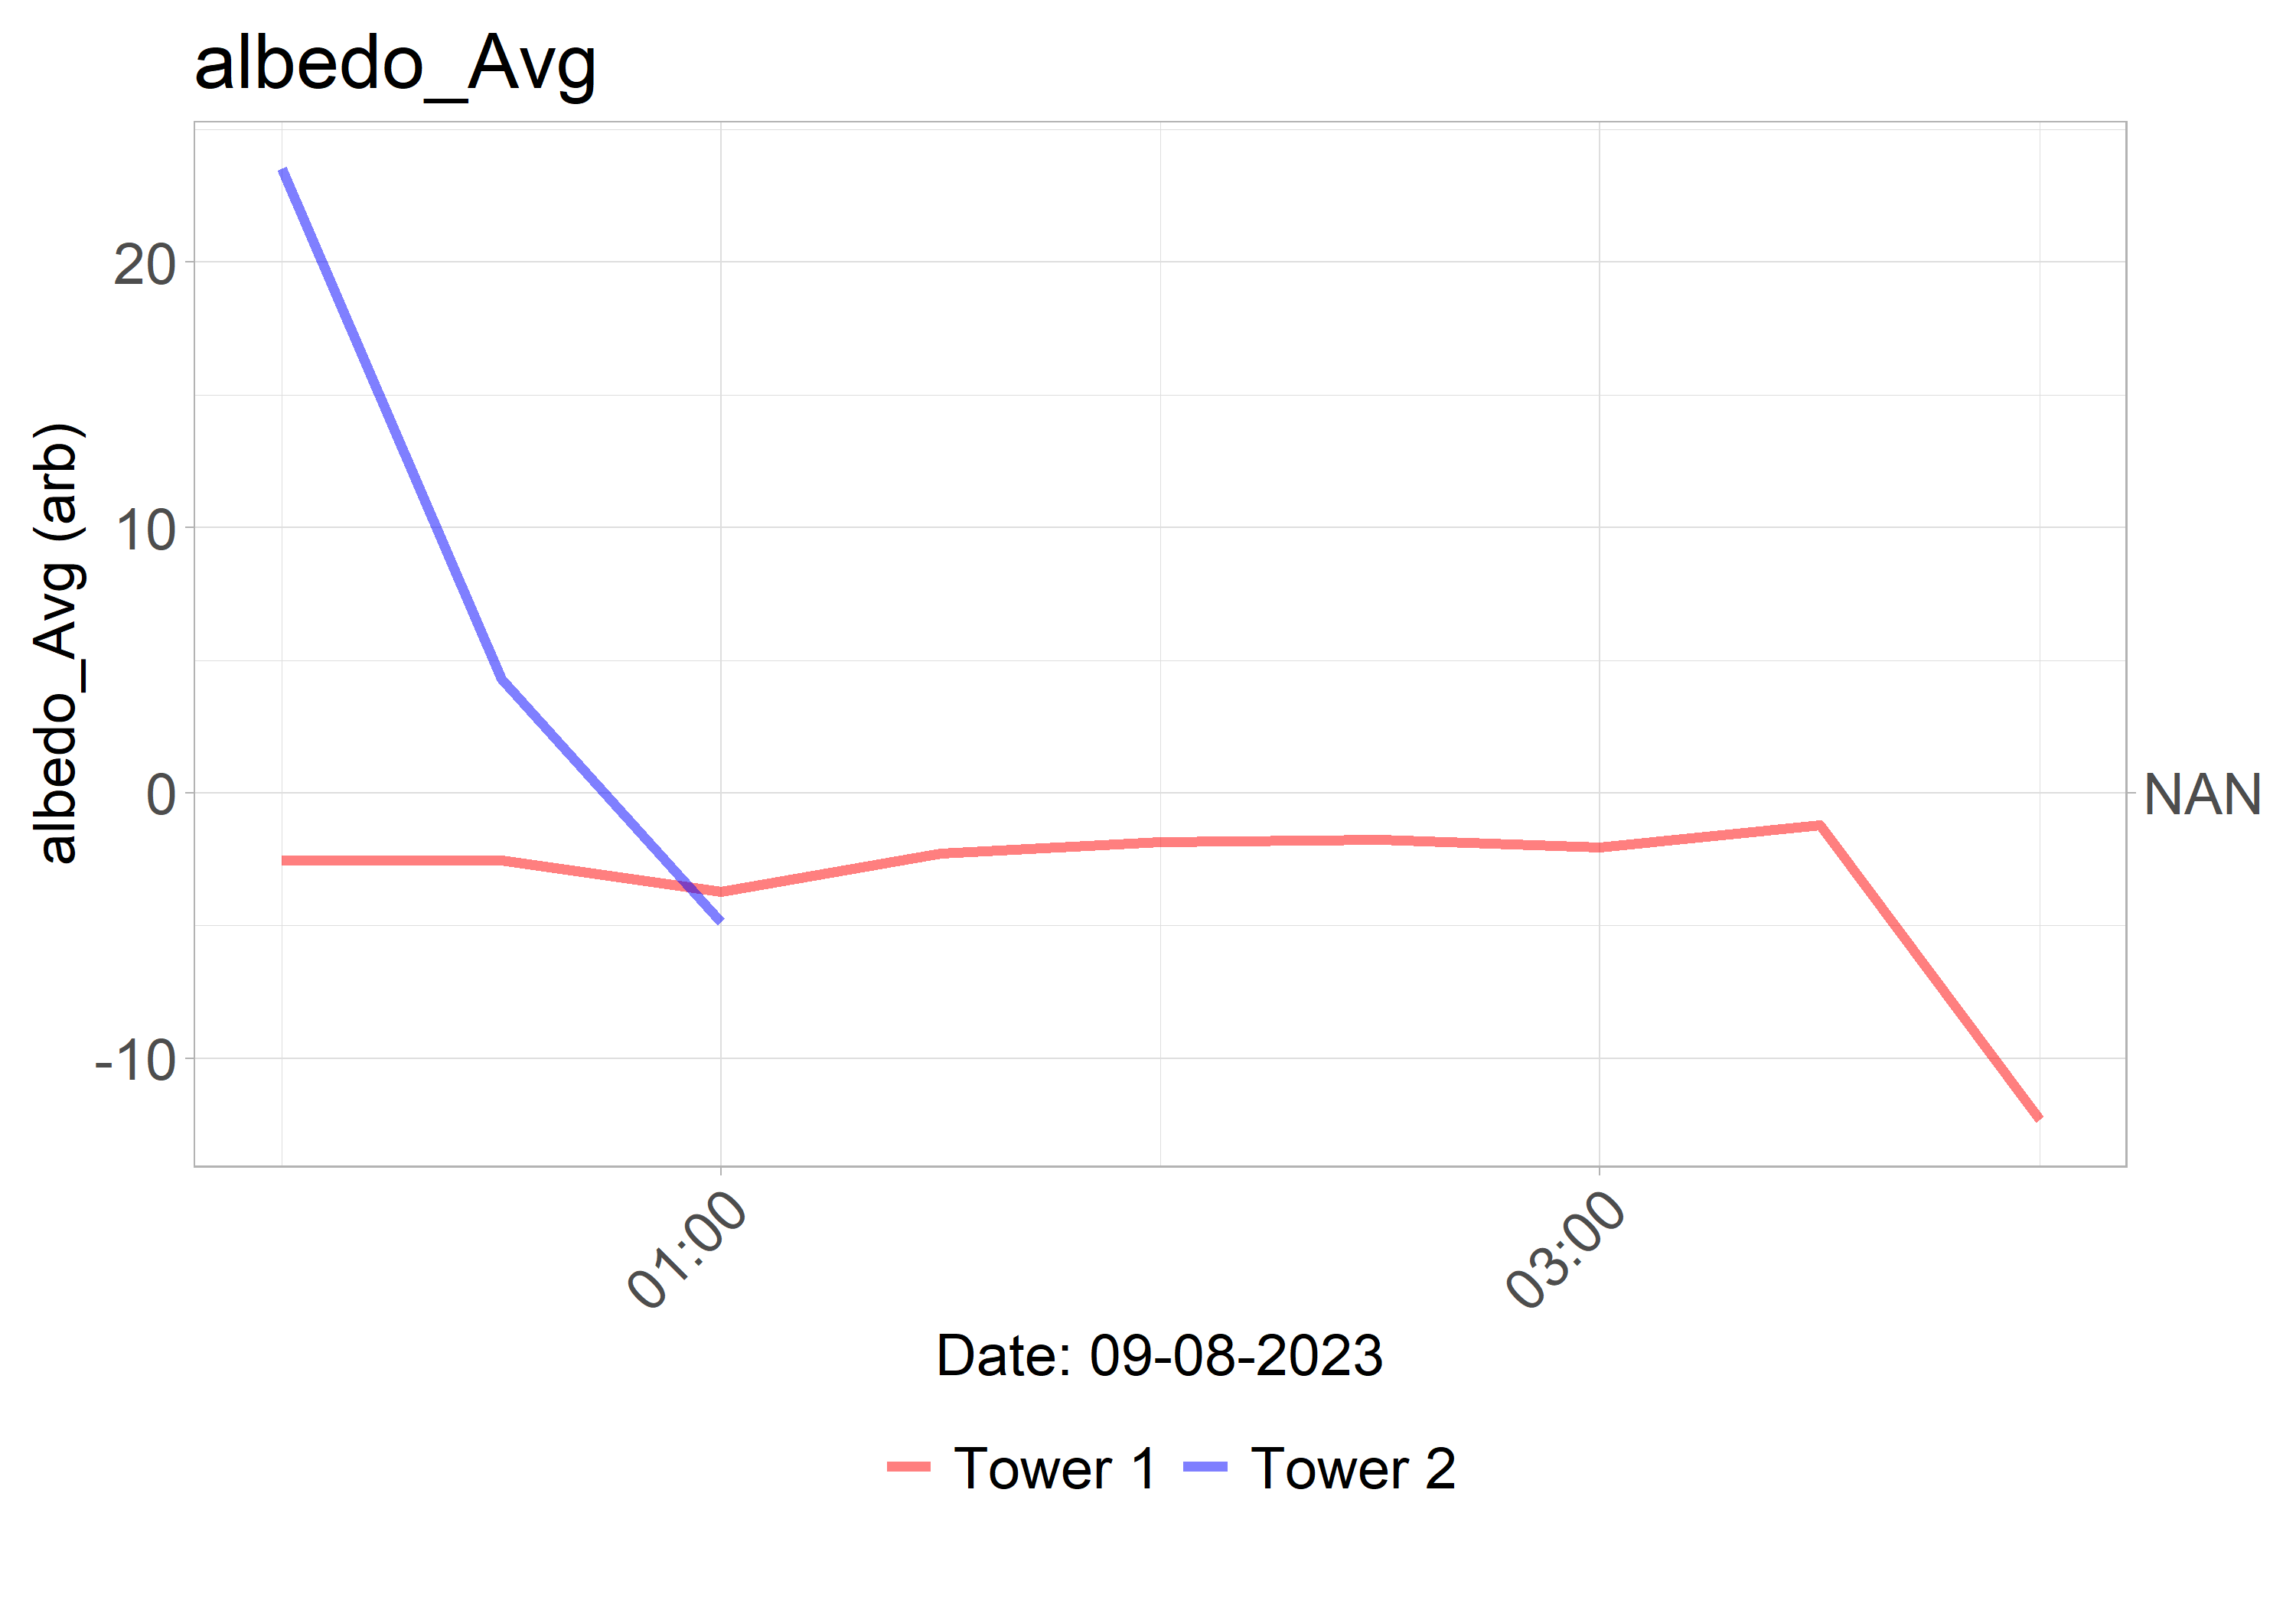 albedo_Avg
albedo_Avg (arb)
20
10
0
-10
NAN
01:00
03:00
Date: 09-08-2023
Tower 1
Tower 2